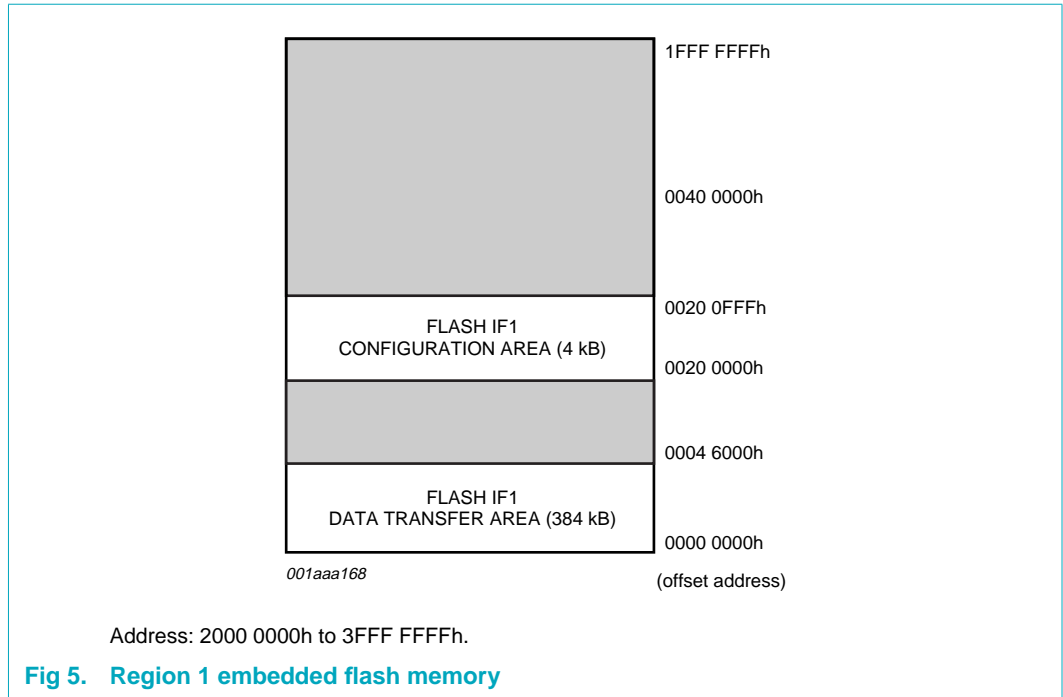 1FFF FFFFh
0040 0000h
0020 0FFFh
FLASH IF1
CONFIGURATION AREA (4 kB)
0020 0000h
0004 6000h
FLASH IF1
DATA TRANSFER AREA (384 kB)
0000 0000h
001aaa168
(offset address)
Address: 2000 0000h to 3FFF FFFFh.
Fig 5. Region 1 embedded flash memory